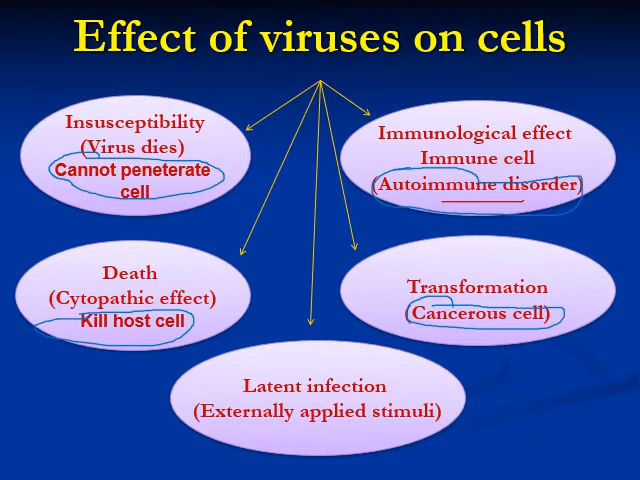 Effect of viruses on cells
Insusceptibility
(Virus dies)
Cannot peneterate
cell
Immunological effect
Immune cell
(Autoimmune disorder)
Death
(Cytopathic effect)
Kill host cell
Transformation
(Cancerous cell)
Latent infection
(Externally applied stimuli)